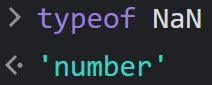 > typeof NaN
<· 'number'